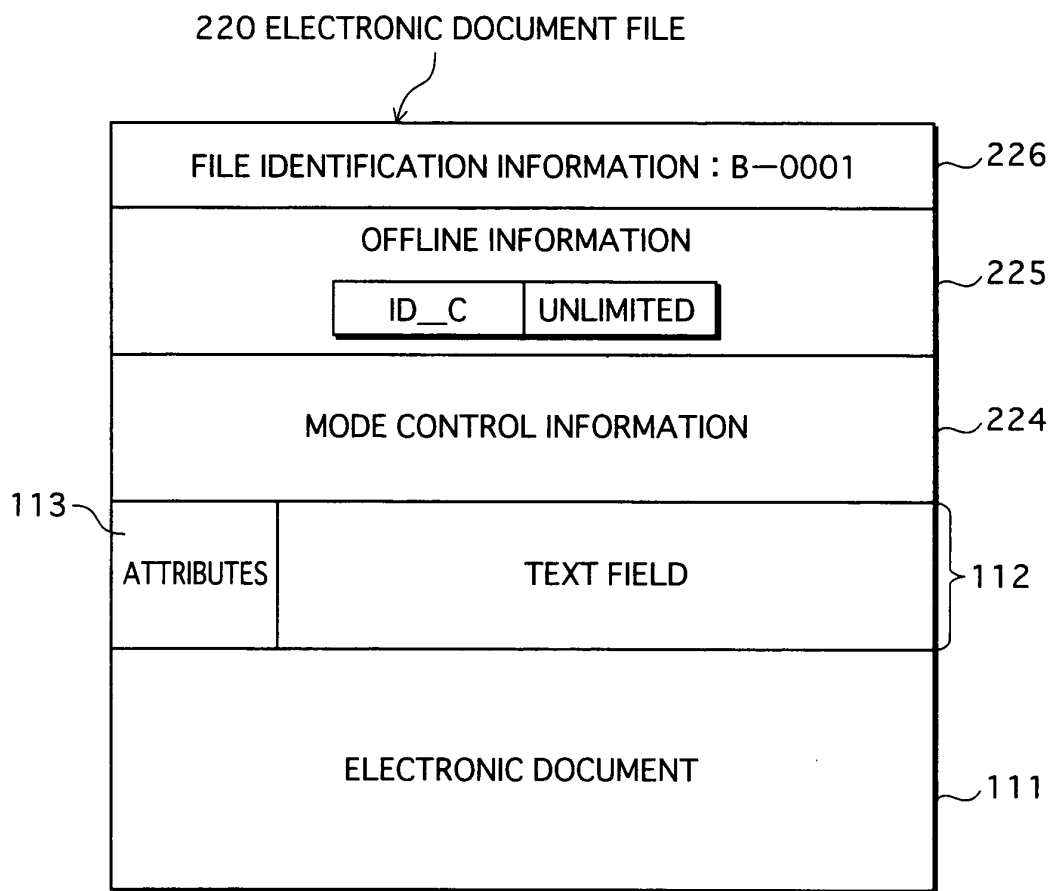 220 ELECTRONIC DOCUMENT FILE
FILE IDENTIFICATION INFORMATION : B—0001
226
OFFLINE INFORMATION
225
ID__C UNLIMITED
MODE CONTROL INFORMATION
224
113
ATTRIBUTES TEXT FIELD
112
ELECTRONIC DOCUMENT
111